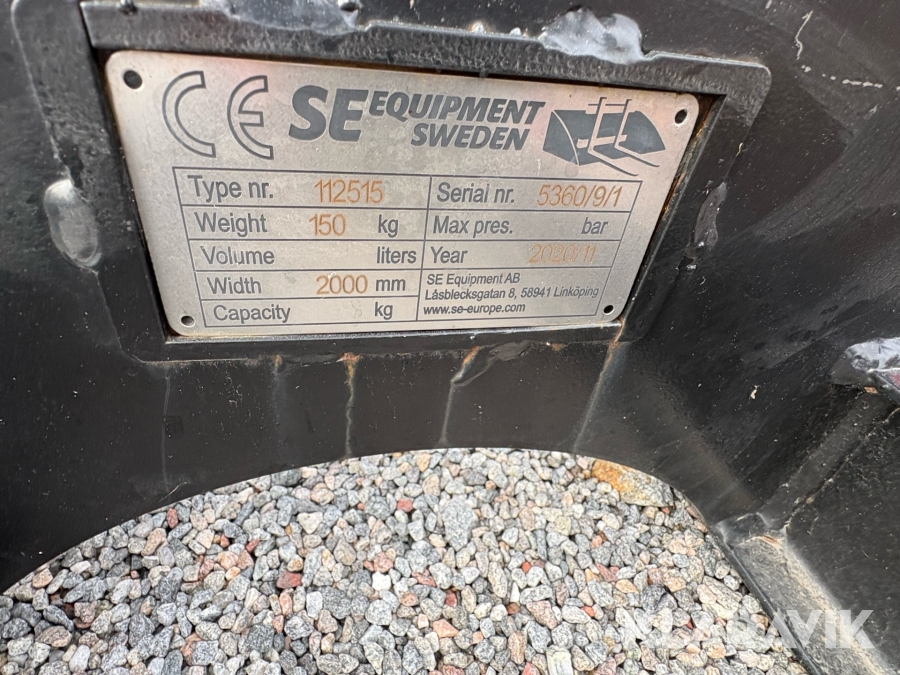 CE SE EQUIPMENT
SWEDEN
Type nr. 112515 Serial nr. 5360/9/1
Weight 150 kg Max pres. bar
Volume liters Year 2020/11
Width 2000 mm SE Equipment AB
Låsblecksgatan 8, 58941 Linköping
Capacity kg www.se-europe.com
KLARAVIK